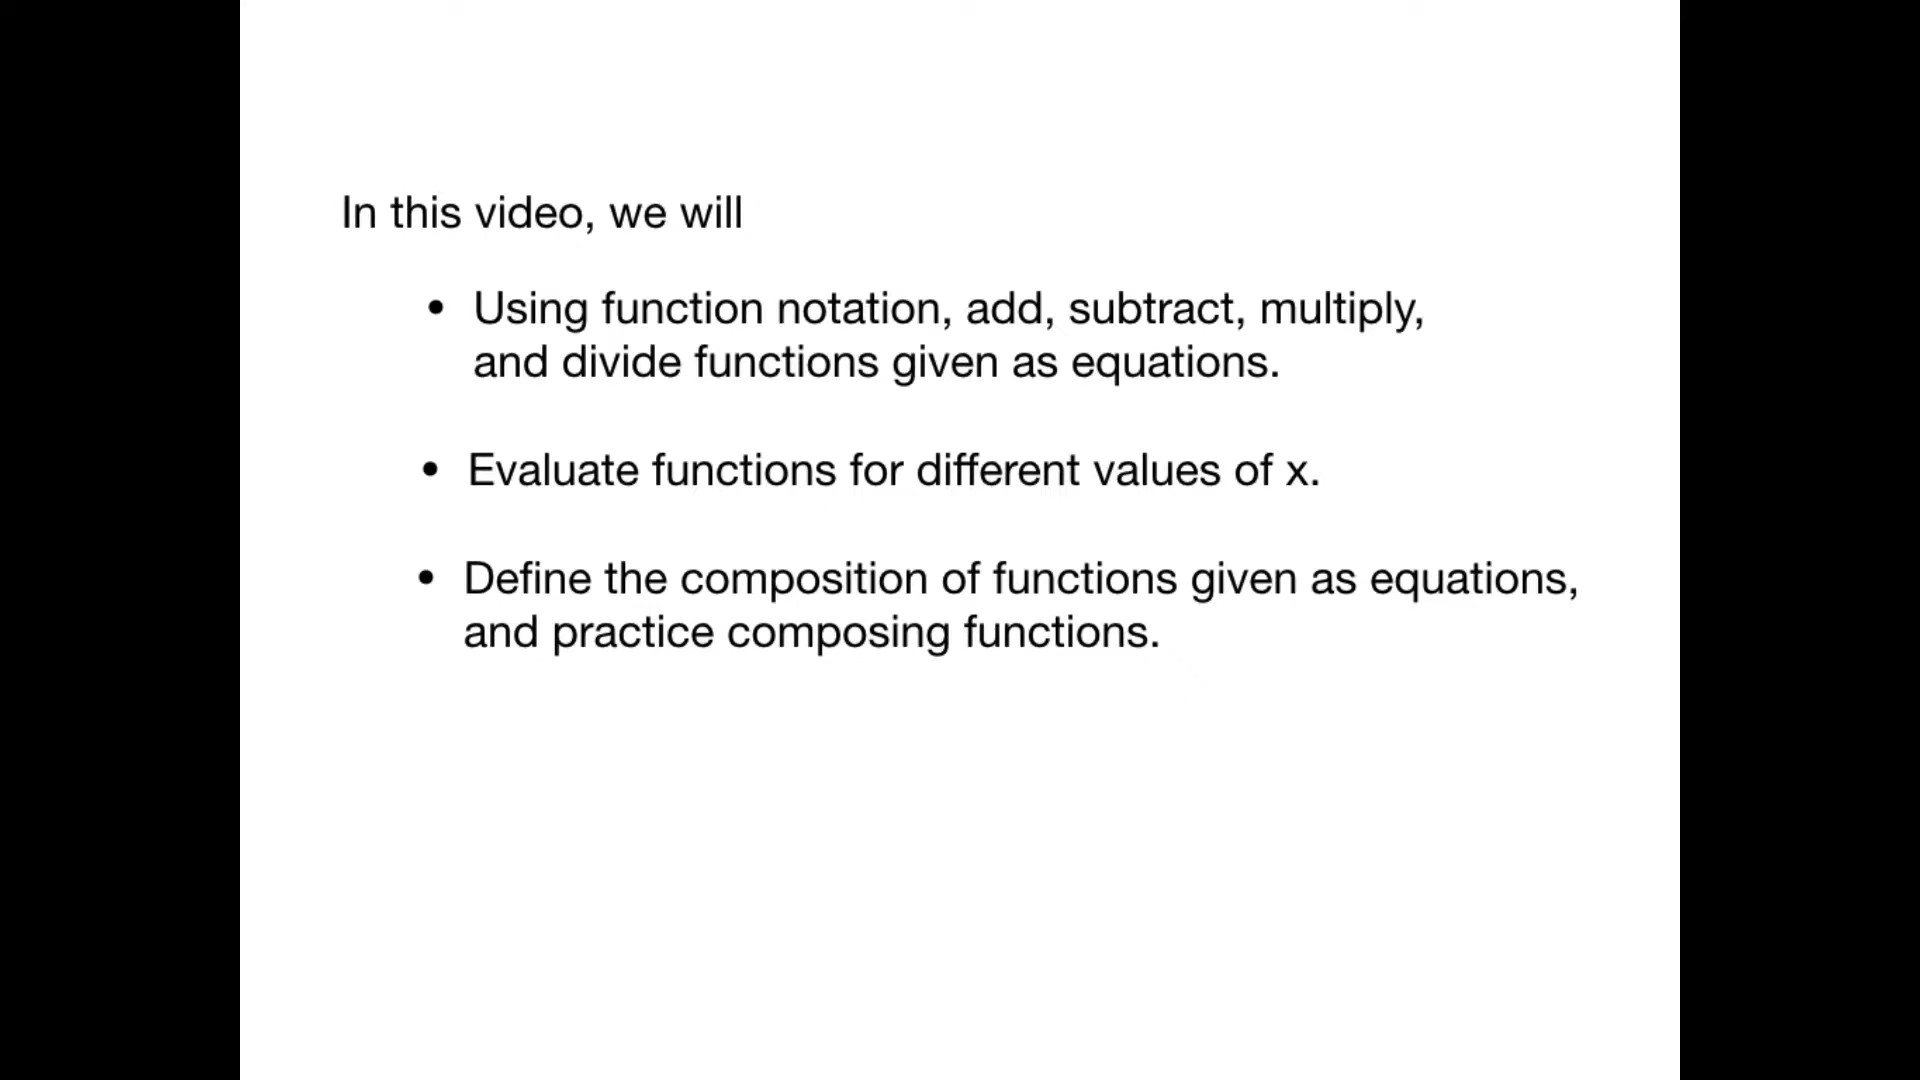 In this video, we will
• Using function notation, add, subtract, multiply,
and divide functions given as equations.
• Evaluate functions for different values of x.
• Define the composition of functions given as equations,
and practice composing functions.